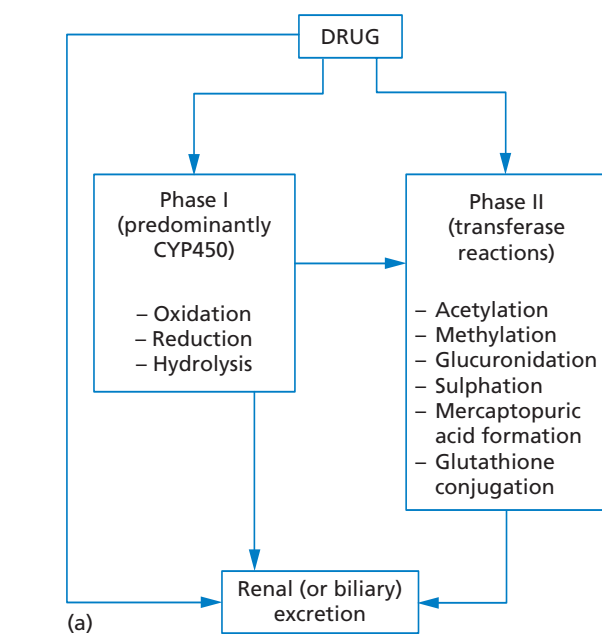 DRUG
Phase I
(predominantly
CYP450)
– Oxidation
– Reduction
– Hydrolysis
Phase II
(transferase
reactions)
– Acetylation
– Methylation
– Glucuronidation
– Sulphation
– Mercaptopuric
acid formation
– Glutathione
conjugation
Renal (or biliary)
excretion
(a)